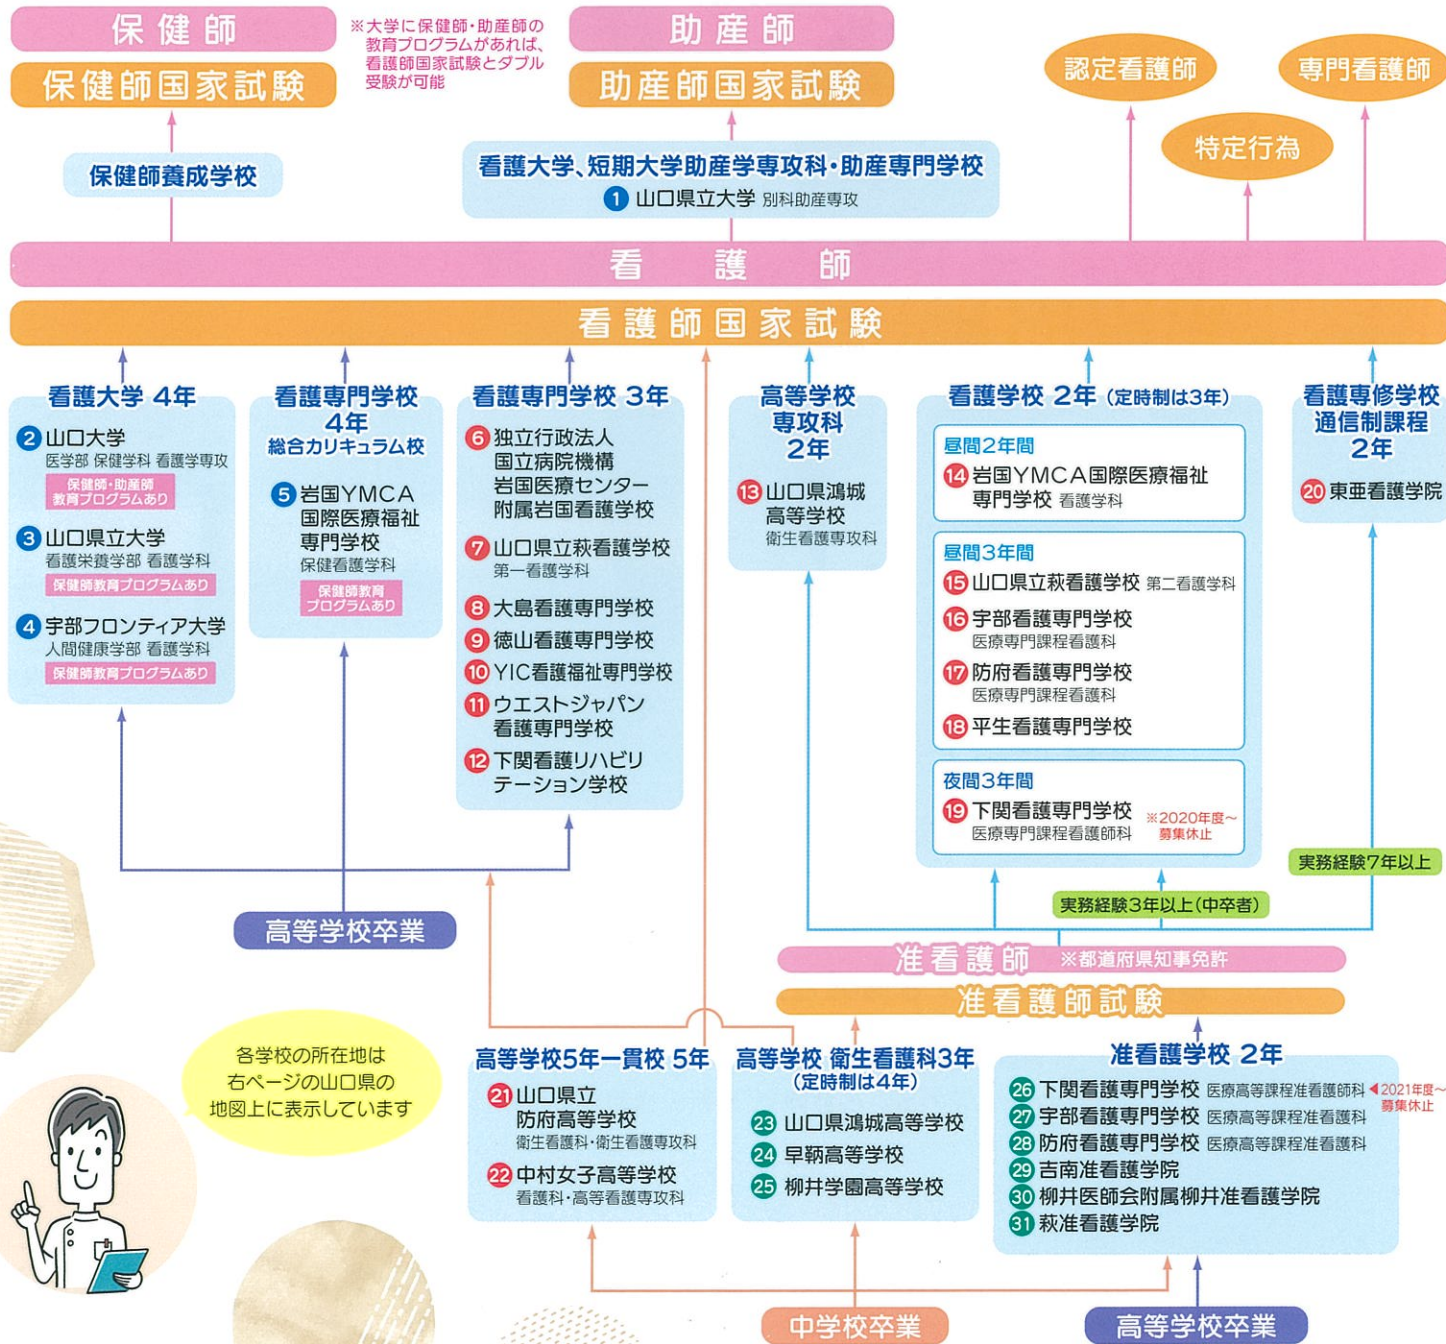 保健師
保健師国家試験
※大学に保健師・助産師の
教育プログラムがあれば、
看護師国家試験とダブル
受験が可能
助産師
助産師国家試験
認定看護師
専門看護師
特定行為
保健師養成学校
看護大学、短期大学助産学専攻科・助産専門学校
1 山口県立大学 別科助産専攻
看護師
看護師国家試験
看護大学 4年
2 山口大学
医学部 保健学科 看護学専攻
保健師・助産師
教育プログラムあり
3 山口県立大学
看護栄養学部 看護学科
保健師教育プログラムあり
4 宇部フロンティア大学
人間健康学部 看護学科
保健師教育プログラムあり
看護専門学校
4年
総合カリキュラム校
5 岩国YMCA
国際医療福祉
専門学校
保健看護学科
保健師教育
プログラムあり
看護専門学校 3年
6 独立行政法人
国立病院機構
岩国医療センター
附属岩国看護学校
7 山口県立萩看護学校
第一看護学科
8 大島看護専門学校
9 徳山看護専門学校
10 YIC看護福祉専門学校
11 ウエストジャパン
看護専門学校
12 下関看護リハビリ
テーション学校
高等学校
専攻科
2年
13 山口県鴻城
高等学校
衛生看護専攻科
看護学校 2年 (定時制は3年)
昼間2年間
14 岩国YMCA国際医療福祉
専門学校 看護学科
昼間3年間
15 山口県立萩看護学校 第二看護学科
16 宇部看護専門学校
医療専門課程看護科
17 防府看護専門学校
医療専門課程看護科
18 平生看護専門学校
夜間3年間
19 下関看護専門学校
医療専門課程看護師科
※2020年度~
募集休止
看護専修学校
通信制課程
2年
20 東亜看護学院
実務経験7年以上
実務経験3年以上(中卒者)
高等学校卒業
准看護師 ※都道府県知事免許
准看護師試験
各学校の所在地は
右ページの山口県の
地図上に表示しています
高等学校5年一貫校 5年
21 山口県立
防府高等学校
衛生看護科・衛生看護専攻科
22 中村女子高等学校
看護科・高等看護専攻科
高等学校 衛生看護科3年
(定時制は4年)
23 山口県鴻城高等学校
24 早鞆高等学校
25 柳井学園高等学校
准看護学校 2年
26 下関看護専門学校 医療高等課程准看護師科 ◀2021年度~
募集休止
27 宇部看護専門学校 医療高等課程准看護科
28 防府看護専門学校 医療高等課程准看護科
29 吉南准看護学院
30 柳井医師会附属柳井准看護学院
31 萩准看護学院
中学校卒業
高等学校卒業